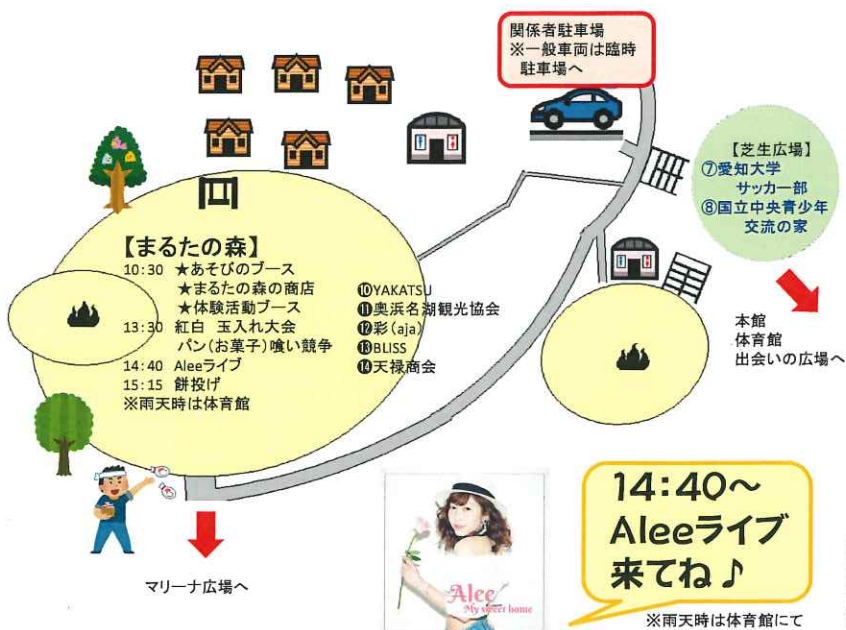 関係者駐車場
※一般車両は臨時
駐車場へ
【芝生広場】
⑦愛知大学
サッカー部
⑧国立中央青少年
交流の家
【まるたの森】
10:30 ★あそびのブース
★まるたの森の商店
★体験活動ブース
13:30 紅白 玉入れ大会
パン(お菓子)喰い競争
14:40 Aleeライブ
15:15 餅投げ
※雨天時は体育館
❿YAKATSU
⓫奥浜名湖観光協会
⓬彩(aja)
⓭BLISS
⓮天禄商会
本館
体育館
出会いの広場へ
マリーナ広場へ
Alee
My sweet home
14:40~
Aleeライブ
来てね♪
※雨天時は体育館にて